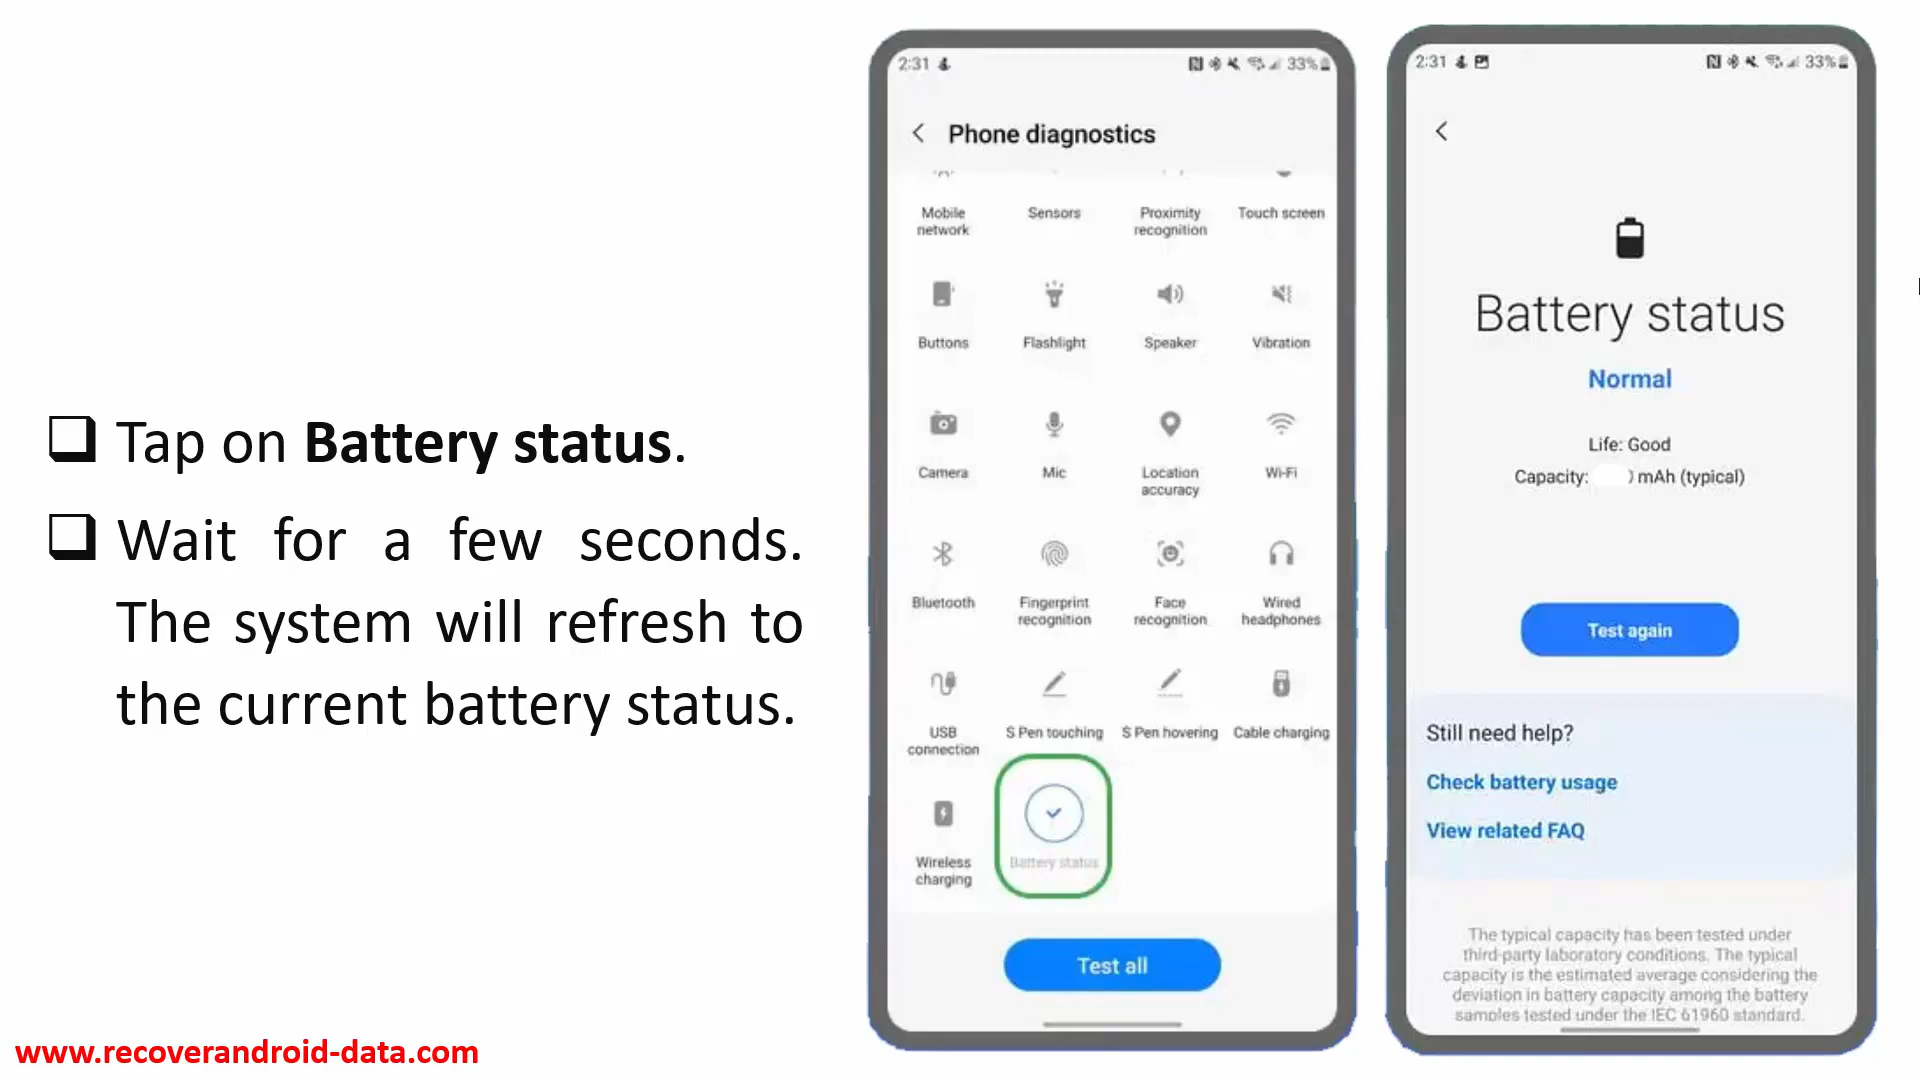 Tap on Battery status.
Wait for a few seconds.
The system will refresh to
the current battery status.
www.recoverandroid-data.com
2:31
33%
Phone diagnostics
Mobile network
Sensors
Proximity recognition
Touch screen
Buttons
Flashlight
Speaker
Vibration
Camera
Mic
Location accuracy
Wi-Fi
Bluetooth
Fingerprint recognition
Face recognition
Wired headphones
USB connection
S Pen touching
S Pen hovering
Cable charging
Wireless charging
Battery status
Test all
2:31
33%
Battery status
Normal
Life: Good
Capacity: mAh (typical)
Test again
Still need help?
Check battery usage
View related FAQ
The typical capacity has been tested under
third-party laboratory conditions. The typical
capacity is the estimated average considering the
deviation in battery capacity among the battery
samples tested under the IEC 61960 standard.